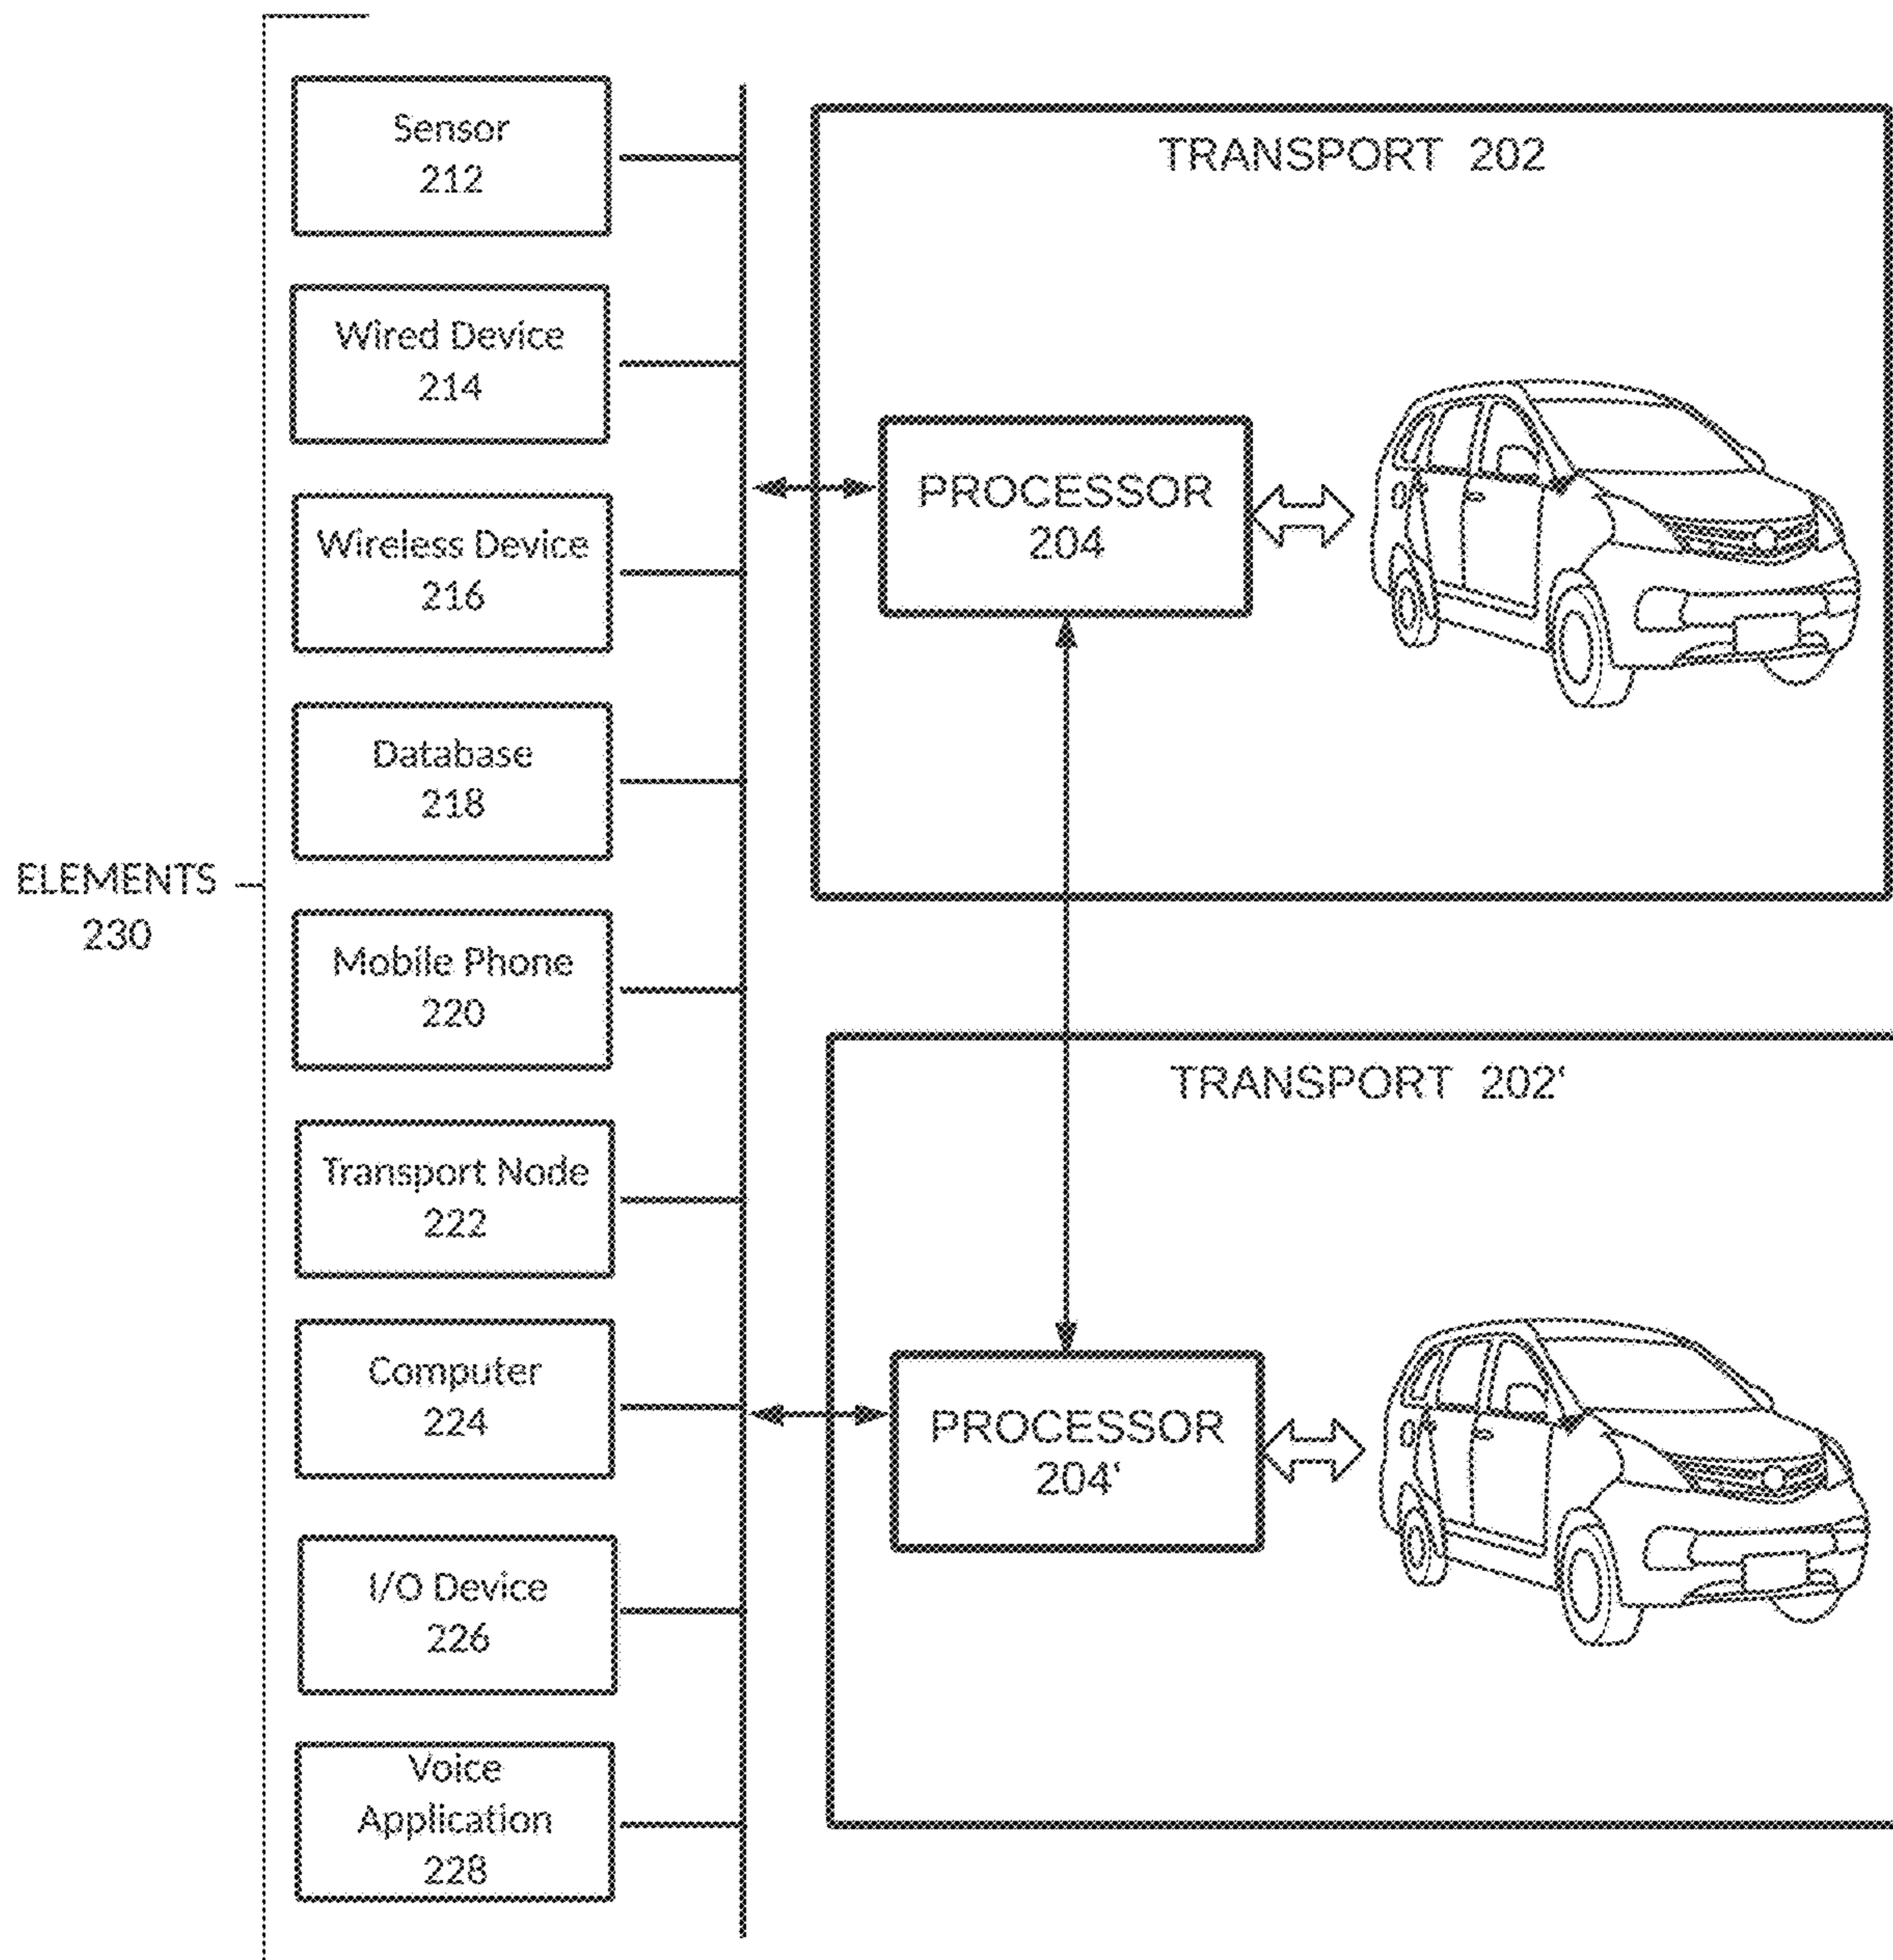 Sensor
212
Wired Device
214
Wireless Device
216
Database
218
ELEMENTS
230
Mobile Phone
220
Transport Node
222
Computer
224
I/O Device
226
Voice
Application
228
TRANSPORT 202
PROCESSOR
204
TRANSPORT 202‘
PROCESSOR
204‘